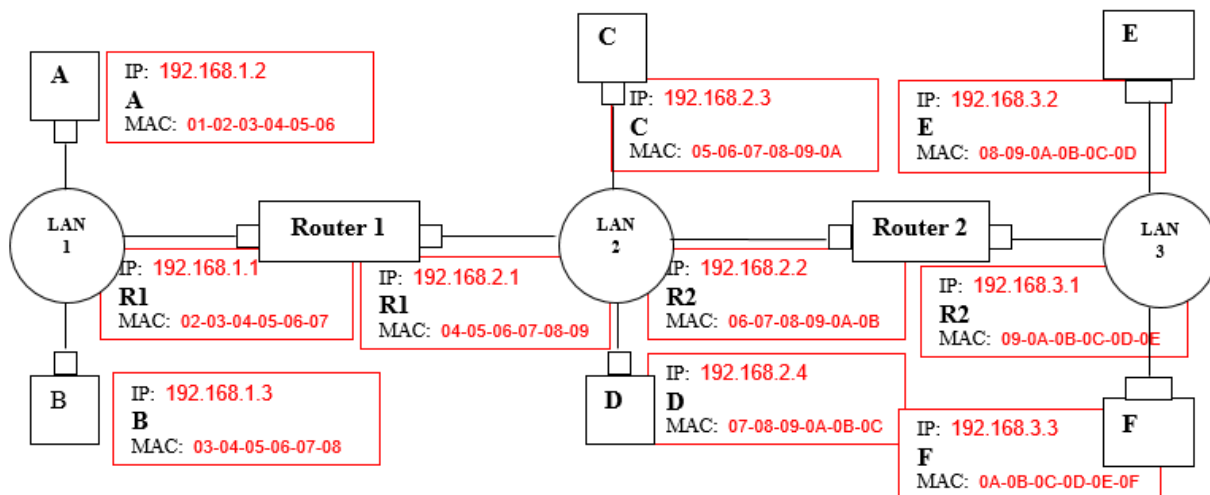 A
IP: 192.168.1.2
A
MAC: 01-02-03-04-05-06
C
IP: 192.168.2.3
C
MAC: 05-06-07-08-09-0A
E
IP: 192.168.3.2
E
MAC: 08-09-0A-0B-0C-0D
LAN
1
Router 1
LAN
2
Router 2
LAN
3
IP: 192.168.1.1
R1
MAC: 02-03-04-05-06-07
IP: 192.168.2.1
R1
MAC: 04-05-06-07-08-09
IP: 192.168.2.2
R2
MAC: 06-07-08-09-0A-0B
IP: 192.168.3.1
R2
MAC: 09-0A-0B-0C-0D-0E
B
IP: 192.168.1.3
B
MAC: 03-04-05-06-07-08
D
IP: 192.168.2.4
D
MAC: 07-08-09-0A-0B-0C
IP: 192.168.3.3
F
MAC: 0A-0B-0C-0D-0E-0F
F